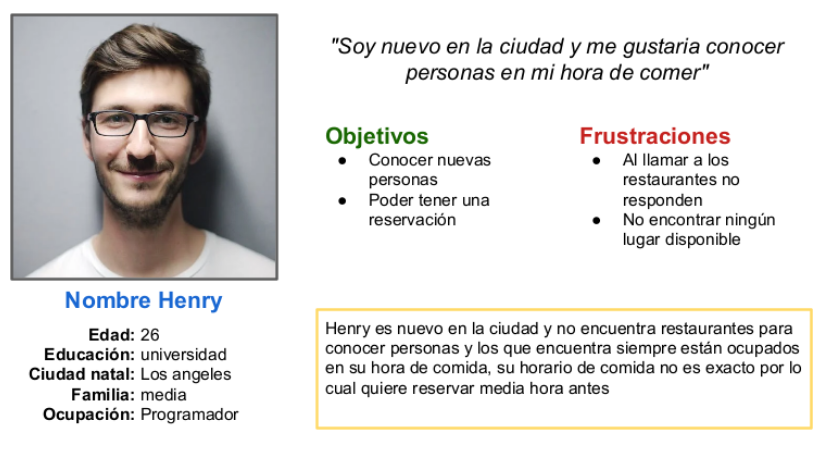 "Soy nuevo en la ciudad y me gustaria conocer
personas en mi hora de comer"
Objetivos
● Conocer nuevas
personas
● Poder tener una
reservación
Frustraciones
● Al llamar a los
restaurantes no
responden
● No encontrar ningún
lugar disponible
Nombre Henry
Edad: 26
Educación: universidad
Ciudad natal: Los angeles
Familia: media
Ocupación: Programador
Henry es nuevo en la ciudad y no encuentra restaurantes para
conocer personas y los que encuentra siempre están ocupados
en su hora de comida, su horario de comida no es exacto por lo
cual quiere reservar media hora antes